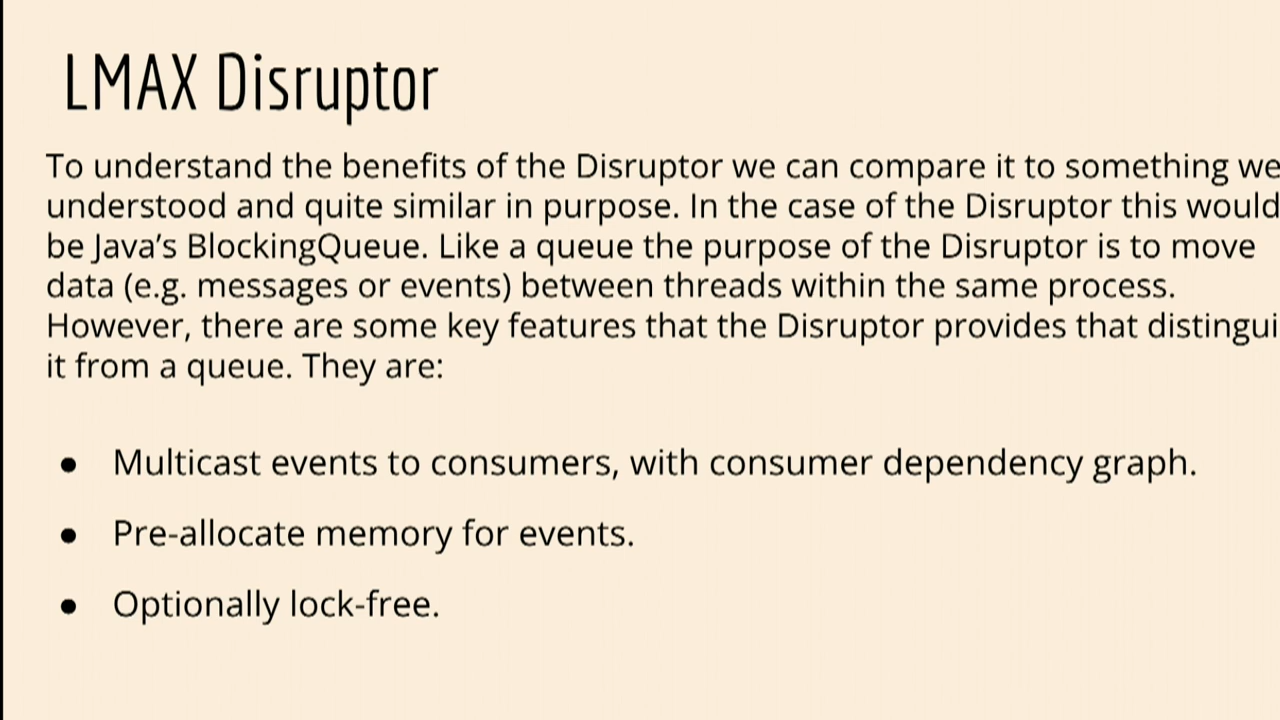 LMAX Disruptor
To understand the benefits of the Disruptor we can compare it to something we
understood and quite similar in purpose. In the case of the Disruptor this would
be Java’s BlockingQueue. Like a queue the purpose of the Disruptor is to move
data (e.g. messages or events) between threads within the same process.
However, there are some key features that the Disruptor provides that distingui
it from a queue. They are:
● Multicast events to consumers, with consumer dependency graph.
● Pre-allocate memory for events.
● Optionally lock-free.